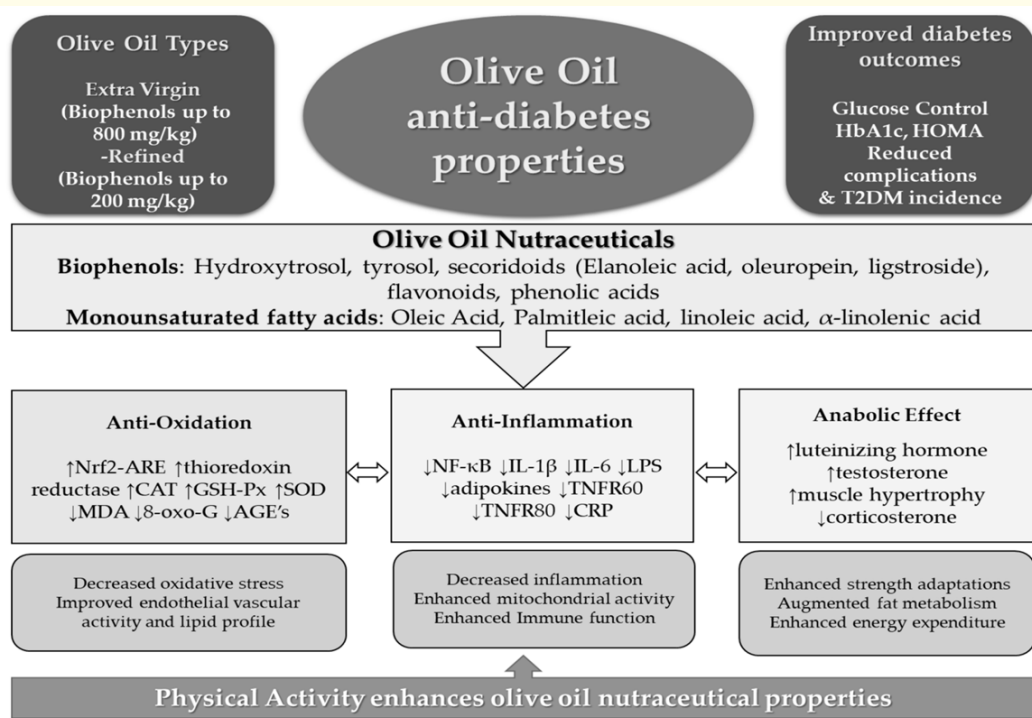 Olive Oil Types
Extra Virgin
(Biophenols up to
800 mg/kg)
-Refined
(Biophenols up to
200 mg/kg)
Olive Oil
anti-diabetes
properties
Improved diabetes
outcomes
Glucose Control
HbA1c, HOMA
Reduced
complications
& T2DM incidence
Olive Oil Nutraceuticals
Biophenols: Hydroxytrosol, tyrosol, secoridoids (Elanoleic acid, oleuropein, ligstroside),
flavonoids, phenolic acids
Monounsaturated fatty acids: Oleic Acid, Palmitleic acid, linoleic acid, α-linolenic acid
Anti-Oxidation
↑Nrf2-ARE ↑thioredoxin
reductase ↑CAT ↑GSH-Px ↑SOD
↓MDA ↓8-oxo-G ↓AGE's
Anti-Inflammation
↓NF-κB ↓IL-1β ↓IL-6 ↓LPS
↓adipokines ↓TNFR60
↓TNFR80 ↓CRP
Anabolic Effect
↑luteinizing hormone
↑testosterone
↑muscle hypertrophy
↓corticosterone
Decreased oxidative stress
Improved endothelial vascular
activity and lipid profile
Decreased inflammation
Enhanced mitochondrial activity
Enhanced Immune function
Enhanced strength adaptations
Augmented fat metabolism
Enhanced energy expenditure
Physical Activity enhances olive oil nutraceutical properties